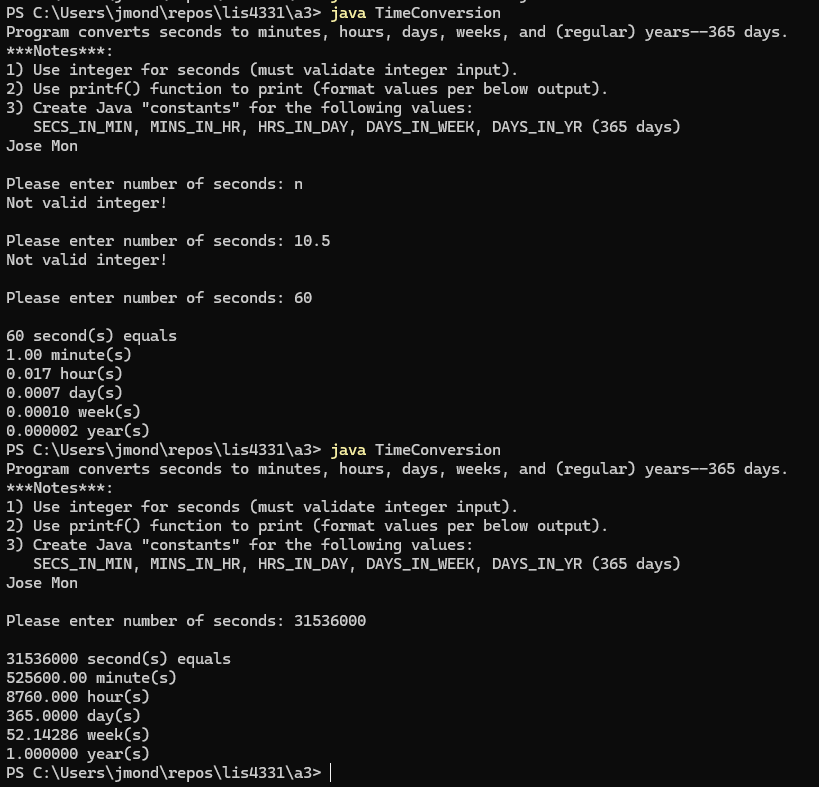 PS C:\Users\jmond\repos\lis4331\a3> java TimeConversion
Program converts seconds to minutes, hours, days, weeks, and (regular) years--365 days.
***Notes***:
1) Use integer for seconds (must validate integer input).
2) Use printf() function to print (format values per below output).
3) Create Java "constants" for the following values:
   SECS_IN_MIN, MINS_IN_HR, HRS_IN_DAY, DAYS_IN_WEEK, DAYS_IN_YR (365 days)
Jose Mon
Please enter number of seconds: n
Not valid integer!
Please enter number of seconds: 10.5
Not valid integer!
Please enter number of seconds: 60
60 second(s) equals
1.00 minute(s)
0.017 hour(s)
0.0007 day(s)
0.00010 week(s)
0.000002 year(s)
PS C:\Users\jmond\repos\lis4331\a3> java TimeConversion
Program converts seconds to minutes, hours, days, weeks, and (regular) years--365 days.
***Notes***:
1) Use integer for seconds (must validate integer input).
2) Use printf() function to print (format values per below output).
3) Create Java "constants" for the following values:
   SECS_IN_MIN, MINS_IN_HR, HRS_IN_DAY, DAYS_IN_WEEK, DAYS_IN_YR (365 days)
Jose Mon
Please enter number of seconds: 31536000
31536000 second(s) equals
525600.00 minute(s)
8760.000 hour(s)
365.0000 day(s)
52.14286 week(s)
1.000000 year(s)
PS C:\Users\jmond\repos\lis4331\a3>